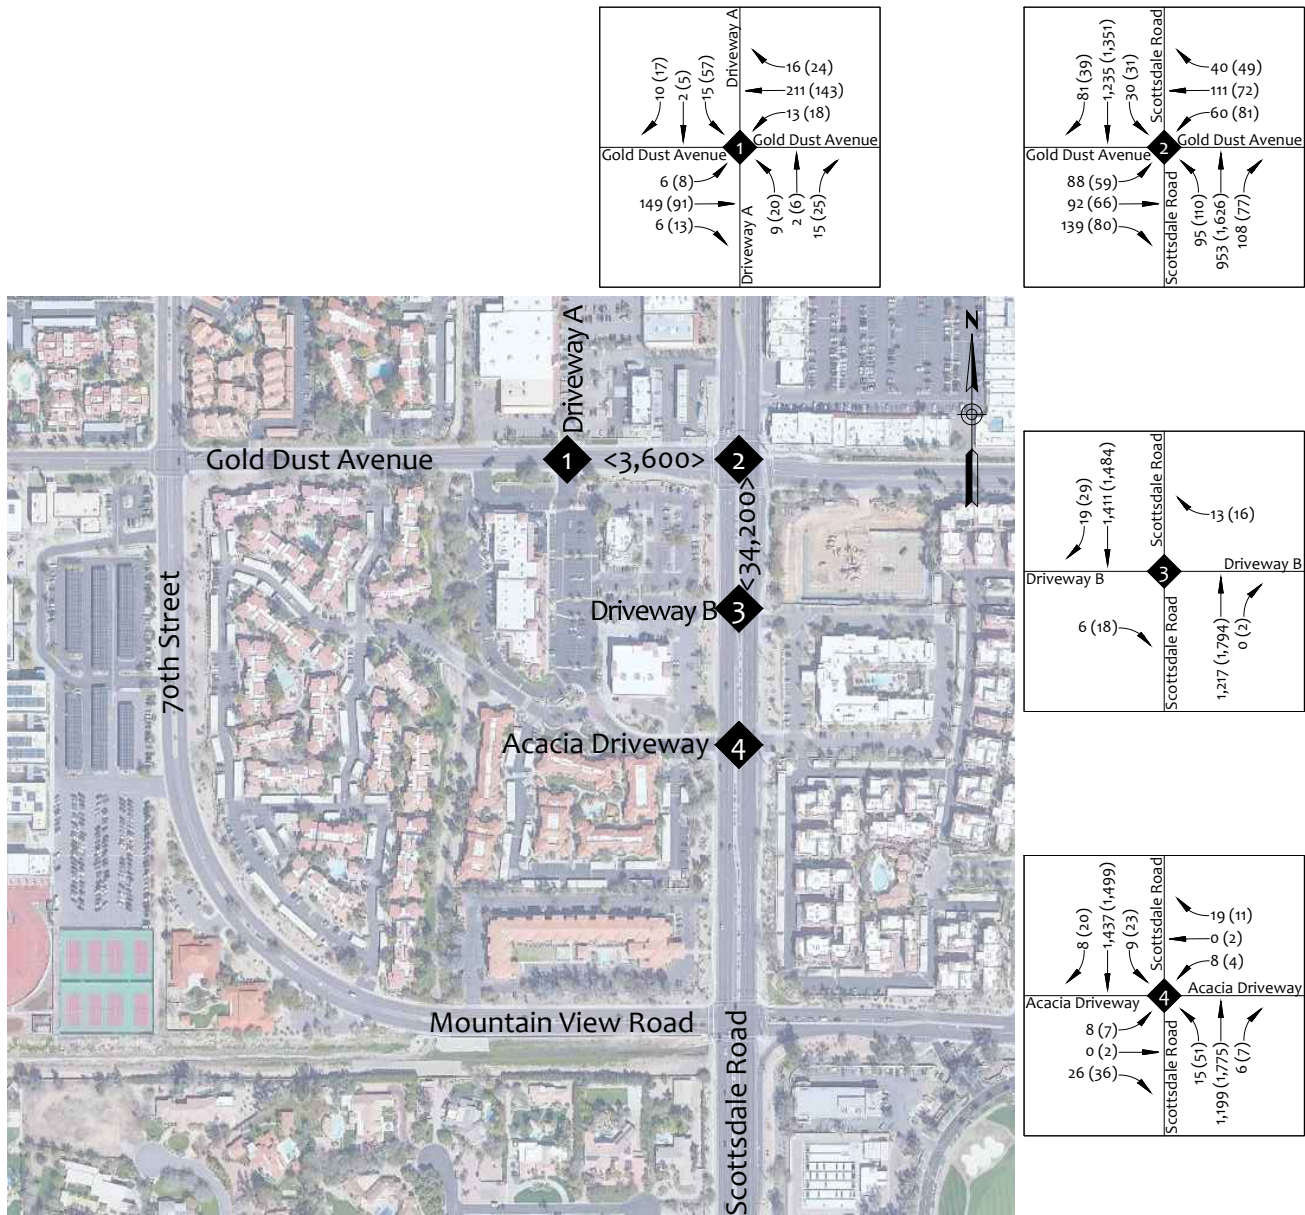 Driveway A
10 (17)
2 (5)
15 (57)
16 (24)
211 (143)
13 (18)
Gold Dust Avenue
1
Gold Dust Avenue
6 (8)
149 (91)
6 (13)
9 (20)
2 (6)
15 (25)
Driveway A
Scottsdale Road
81 (39)
1,235 (1,351)
30 (31)
40 (49)
111 (72)
60 (81)
Gold Dust Avenue
2
Gold Dust Avenue
88 (59)
92 (66)
139 (80)
95 (110)
953 (1,626)
108 (77)
Scottsdale Road
N
Driveway A
Gold Dust Avenue
1
<3,600>
2
<34,200>
Driveway B
3
70th Street
Acacia Driveway
4
Mountain View Road
Scottsdale Road
Scottsdale Road
19 (29)
1,411 (1,484)
13 (16)
Driveway B
3
Driveway B
6 (18)
1,217 (1,794)
0 (2)
Scottsdale Road
Scottsdale Road
8 (20)
1,437 (1,499)
9 (23)
19 (11)
0 (2)
8 (4)
Acacia Driveway
4
Acacia Driveway
8 (7)
0 (2)
26 (36)
15 (51)
1,199 (1,775)
6 (7)
Scottsdale Road